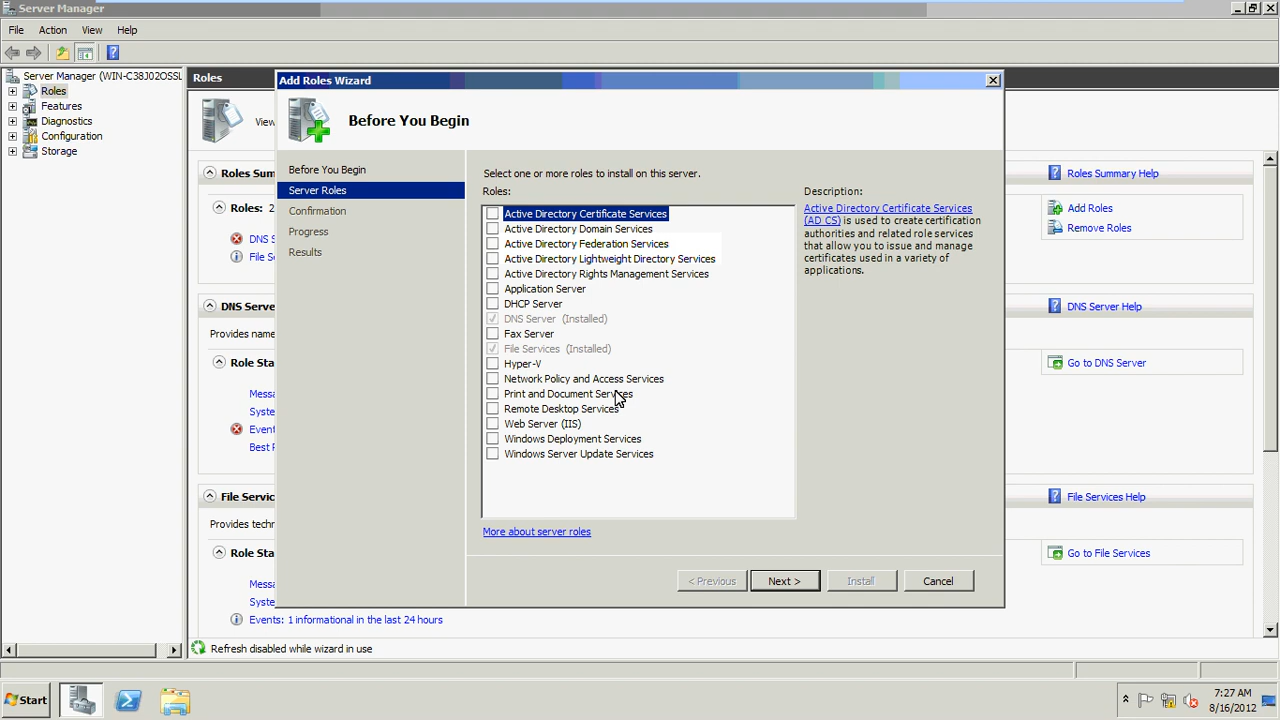 Server Manager
File Action View Help
Server Manager (WIN-C38J02OSSL
Roles
Features
Diagnostics
Configuration
Storage
Roles
View
Roles Sum
Roles: 2
DNS S
File Se
Roles Summary Help
Add Roles
Remove Roles
DNS Serve
Provides name
Role Sta
Messa
Syste
Event
Best P
DNS Server Help
Go to DNS Server
File Servic
Provides techn
Role Sta
Messa
Syste
Events: 1 informational in the last 24 hours
File Services Help
Go to File Services
Refresh disabled while wizard in use
Add Roles Wizard
Before You Begin
Before You Begin
Server Roles
Confirmation
Progress
Results
Select one or more roles to install on this server.
Roles:
Active Directory Certificate Services
Active Directory Domain Services
Active Directory Federation Services
Active Directory Lightweight Directory Services
Active Directory Rights Management Services
Application Server
DHCP Server
DNS Server (Installed)
Fax Server
File Services (Installed)
Hyper-V
Network Policy and Access Services
Print and Document Services
Remote Desktop Services
Web Server (IIS)
Windows Deployment Services
Windows Server Update Services
More about server roles
Description:
Active Directory Certificate Services
(AD CS) is used to create certification
authorities and related role services
that allow you to issue and manage
certificates used in a variety of
applications.
< Previous Next > Install Cancel
Start
7:27 AM
8/16/2012